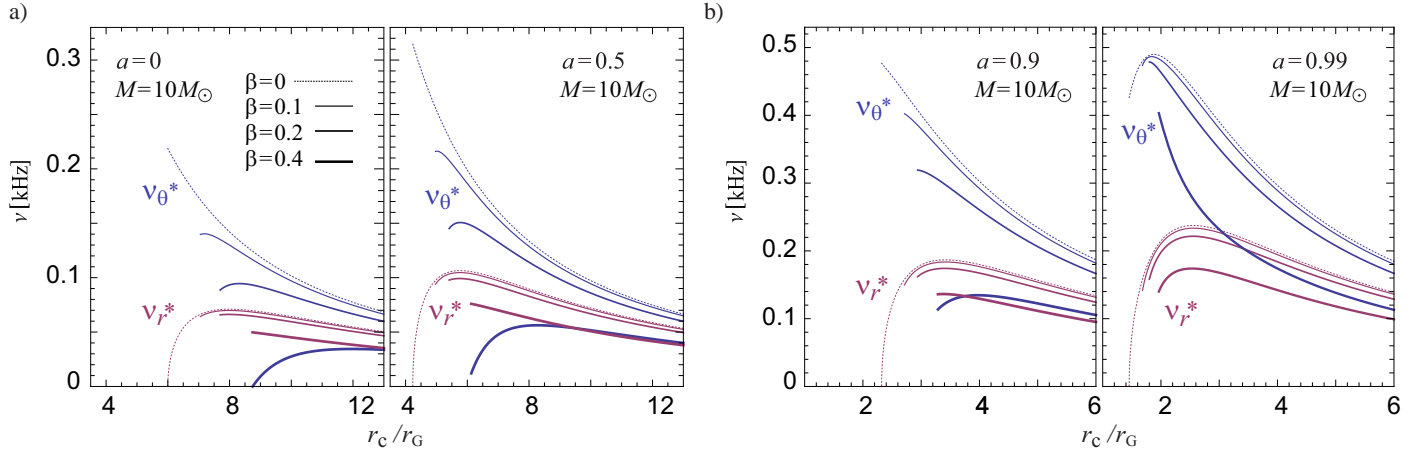 a)
a=0
M=10M☉
β=0
β=0.1
β=0.2
β=0.4
νθ*
νr*
0.3
0.2
0.1
0
ν [kHz]
4
8
12
a=0.5
M=10M☉
νθ*
νr*
4
8
12
rc/rG
b)
a=0.9
M=10M☉
νθ*
νr*
0.5
0.4
0.3
0.2
0.1
0
ν [kHz]
2
4
6
a=0.99
M=10M☉
νθ*
νr*
2
4
6
rc/rG